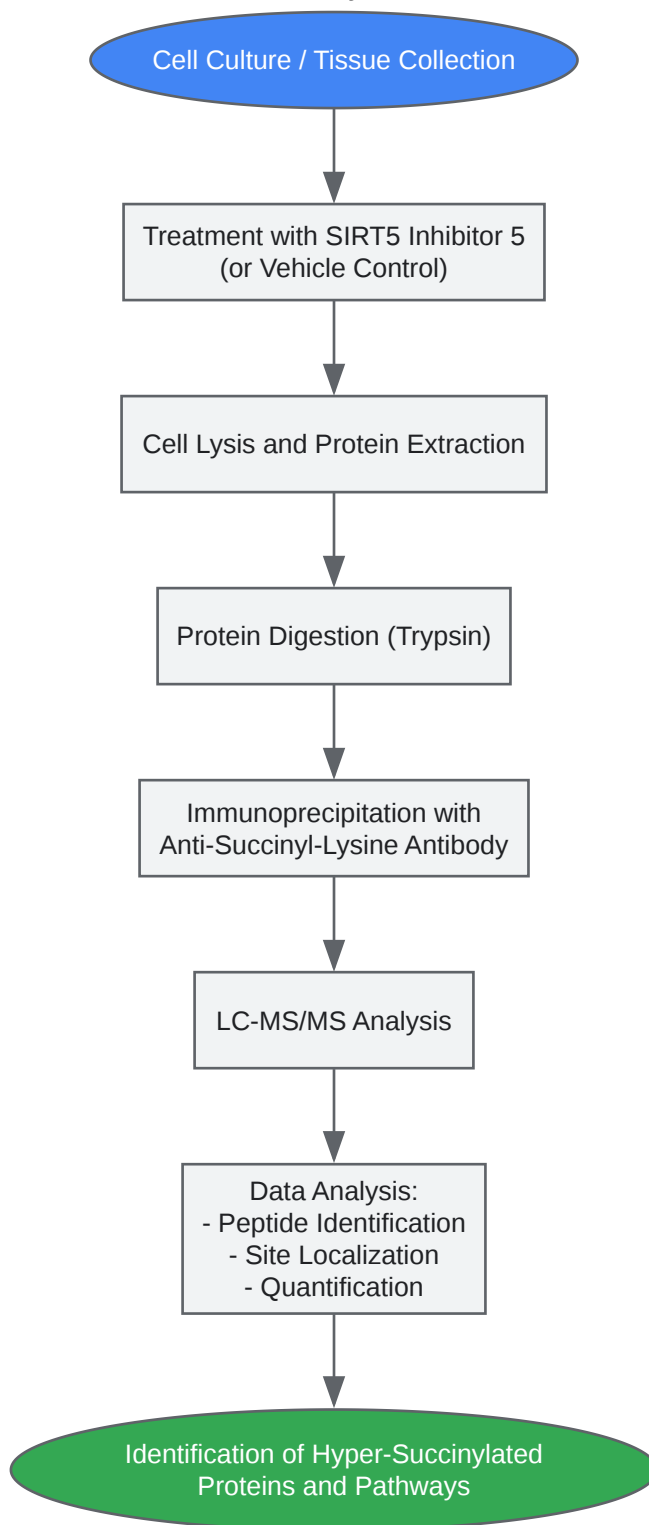 Cell Culture / Tissue Collection
Treatment with SIRT5 Inhibitor 5
(or Vehicle Control)
Cell Lysis and Protein Extraction
Protein Digestion (Trypsin)
Immunoprecipitation with
Anti-Succinyl-Lysine Antibody
LC-MS/MS Analysis
Data Analysis:
- Peptide Identification
- Site Localization
- Quantification
Identification of Hyper-Succinylated
Proteins and Pathways